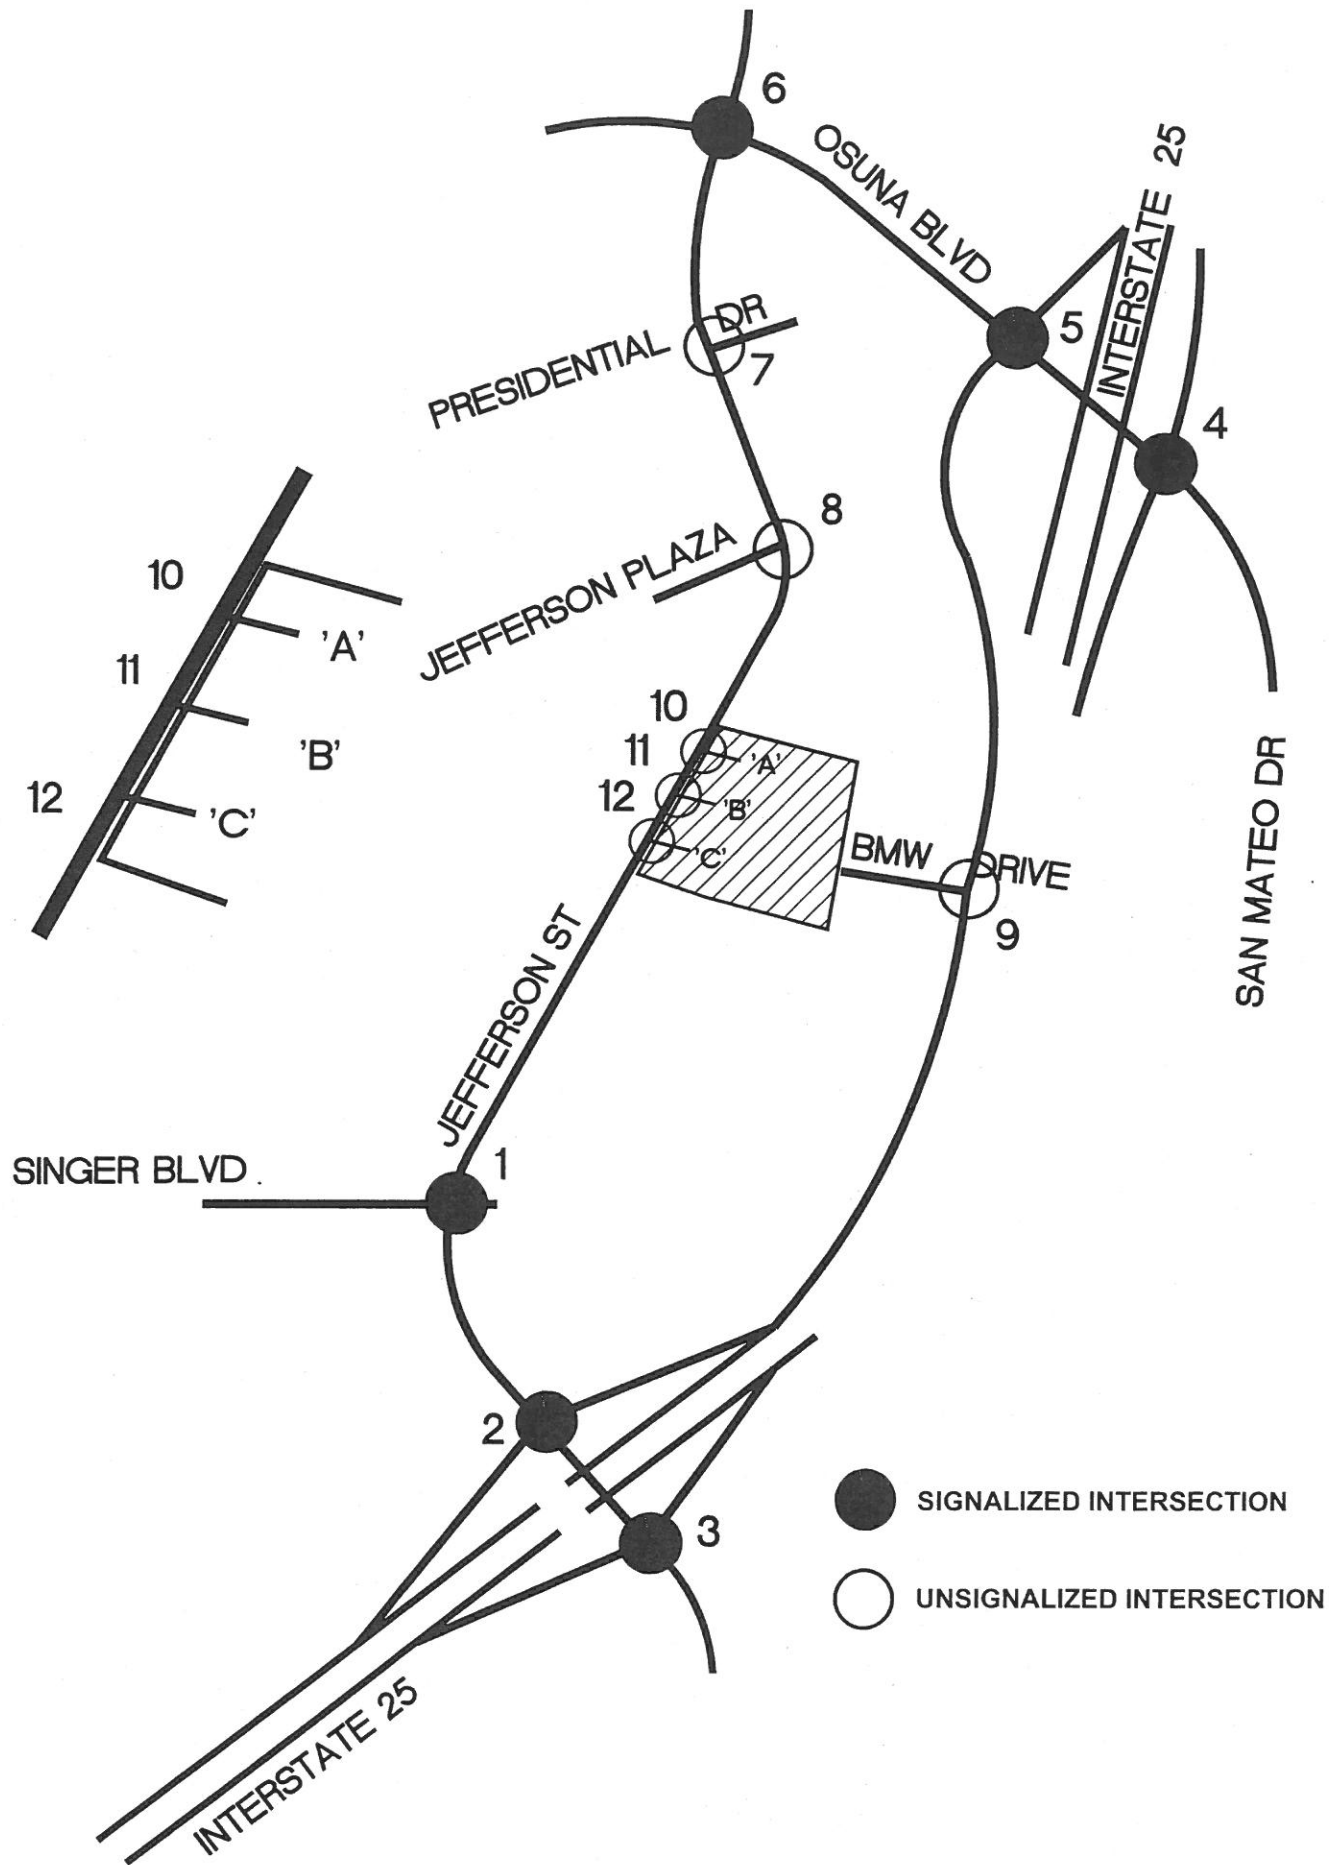 6
OSUNA BLVD
INTERSTATE 25
5
4
PRESIDENTIAL DR
7
8
JEFFERSON PLAZA
10
'A'
11
'B'
12
'C'
10
11
'A'
12
'B'
'C'
BMW DRIVE
9
SAN MATEO DR
JEFFERSON ST
SINGER BLVD
1
2
3
SIGNALIZED INTERSECTION
UNSIGNALIZED INTERSECTION
INTERSTATE 25